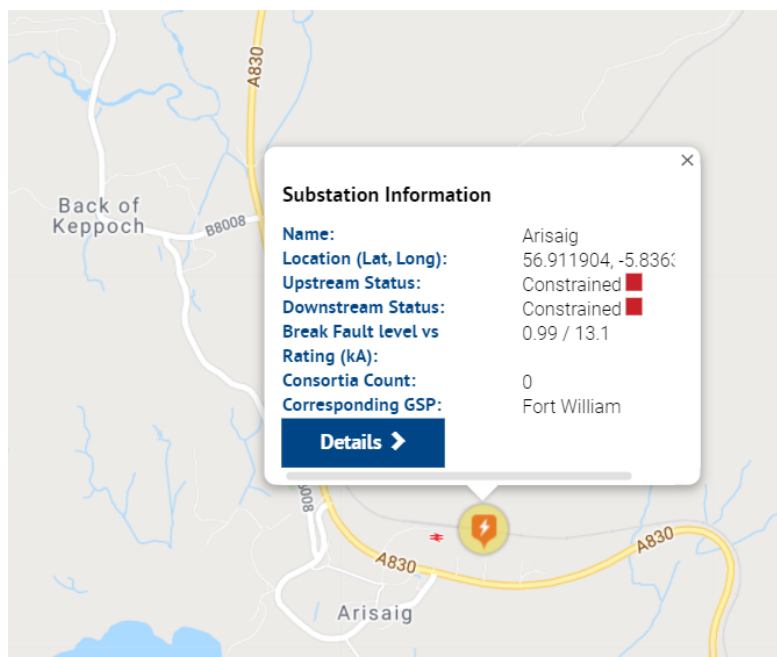 A830
Back of
Keppoch
B8008
×
Substation Information
Name: Arisaig
Location (Lat, Long): 56.911904, -5.836
Upstream Status: Constrained
Downstream Status: Constrained
Break Fault level vs 0.99 / 13.1
Rating (kA):
Consortia Count: 0
Corresponding GSP: Fort William
Details
A830
A830
Arisaig